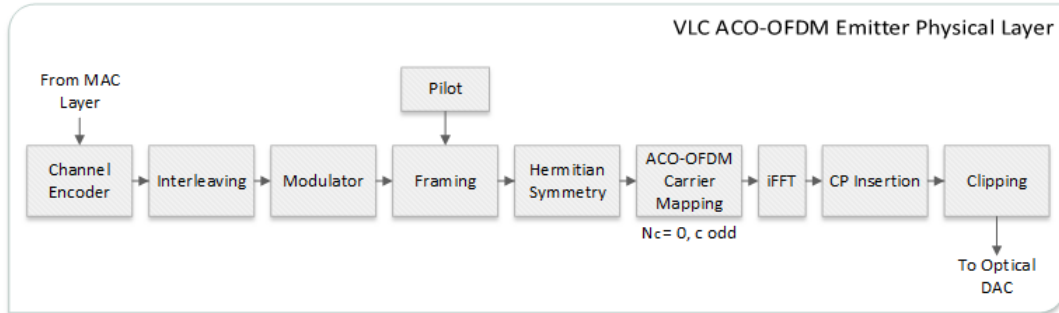 VLC ACO-OFDM Emitter Physical Layer
From MAC
Layer
Pilot
Channel
Encoder
Interleaving
Modulator
Framing
Hermitian
Symmetry
ACO-OFDM
Carrier
Mapping
iFFT
CP Insertion
Clipping
Nc= 0, c odd
To Optical
DAC